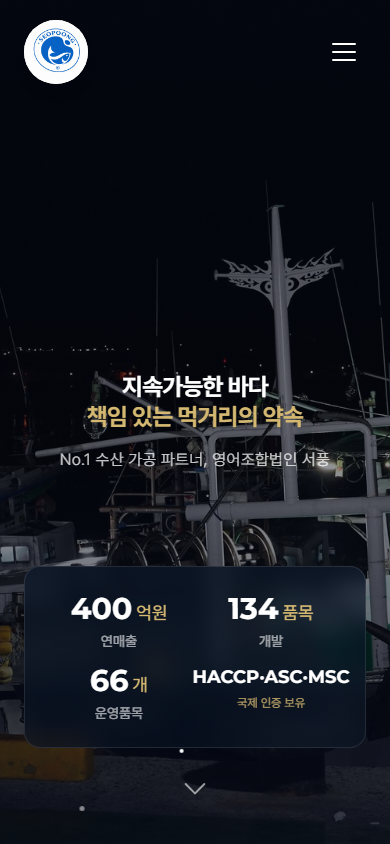 SEOPOONG
지속가능한 바다
책임 있는 먹거리의 약속
No.1 수산 가공 파트너, 영어조합법인 서풍
400 억원
연매출
134 품목
개발
66 개
운영품목
HACCP·ASC·MSC
국제 인증 보유